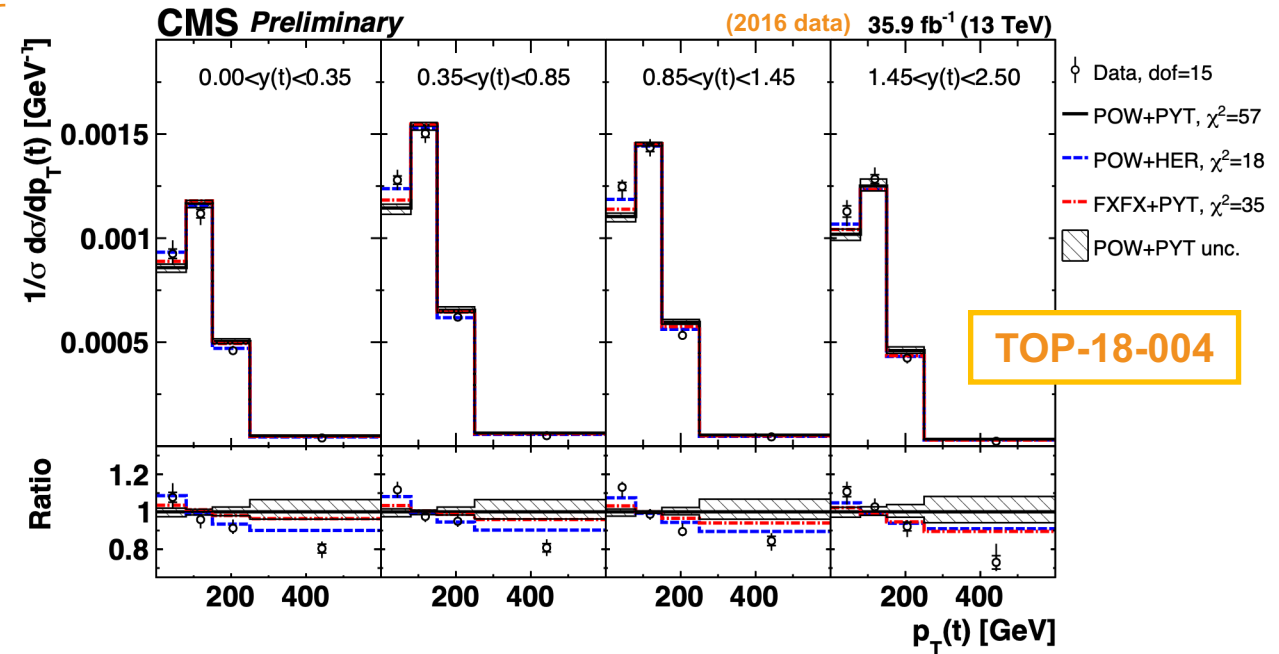 CMS Preliminary (2016 data) 35.9 fb⁻¹ (13 TeV)
1/σ dσ/dp_T(t) [GeV⁻¹]
0.00<y(t)<0.35
0.35<y(t)<0.85
0.85<y(t)<1.45
1.45<y(t)<2.50
Data, dof=15
POW+PYT, χ²=57
POW+HER, χ²=18
FXFX+PYT, χ²=35
POW+PYT unc.
0.0015
0.001
0.0005
TOP-18-004
Ratio
1.2
1
0.8
200 400 200 400 200 400 200 400
p_T(t) [GeV]